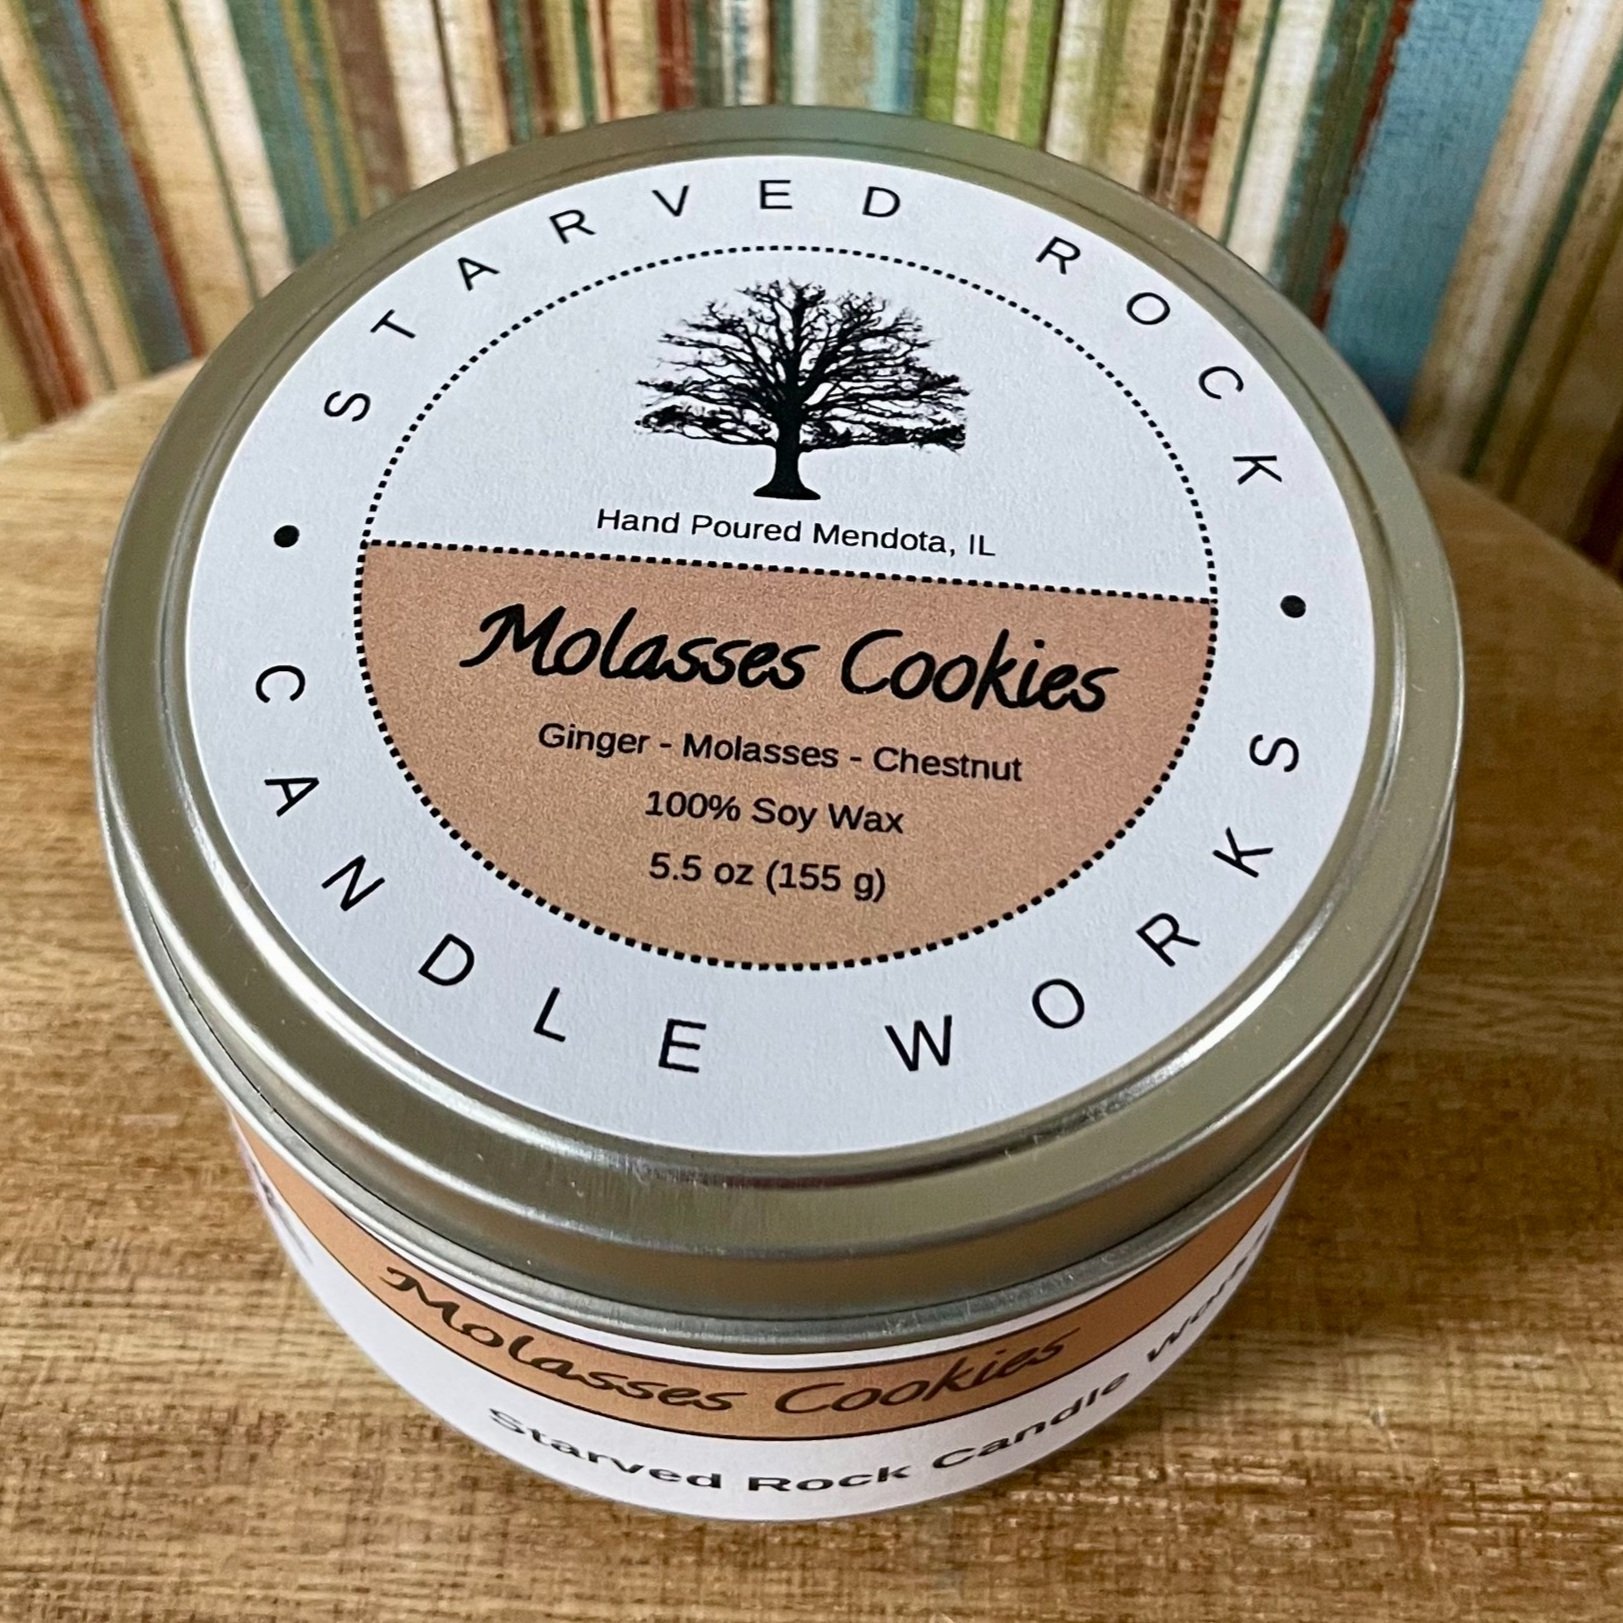 STARVED ROCK
Hand Poured Mendota, IL
Molasses Cookies
Ginger - Molasses - Chestnut
100% Soy Wax
5.5 oz (155 g)
CANDLE WORKS
Molasses Cookies
Starved Rock Candle Works